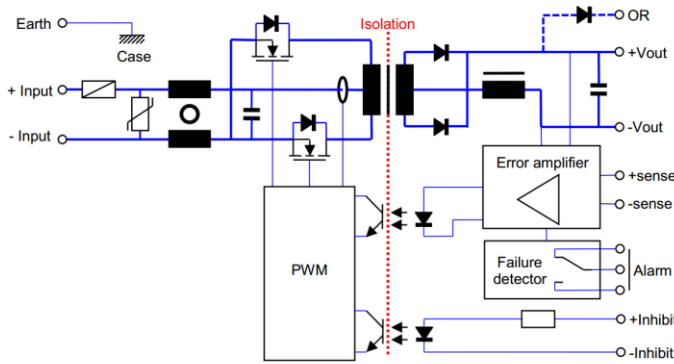 Isolation
Earth
OR
Case
+Vout
+ Input
- Input
-Vout
Error amplifier
+sense
-sense
PWM
Failure
detector
Alarm
+Inhibit
-Inhibit